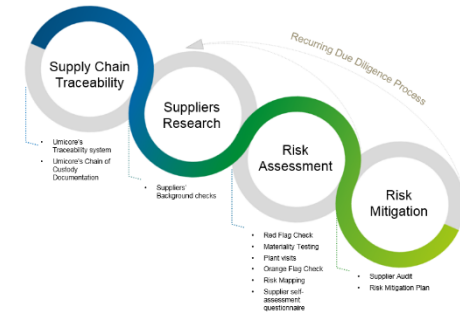 Recurring Due Diligence Process
Supply Chain
Traceability
• Umicore's
Traceability system
• Umicore's Chain of
Custody
Documentation
Suppliers
Research
• Suppliers'
Background checks
Risk
Assessment
• Red Flag Check
• Materiality Testing
• Plant visits
• Orange Flag Check
• Risk Mapping
• Supplier self-
assessment
questionnaire
Risk
Mitigation
• Supplier Audit
• Risk Mitigation Plan